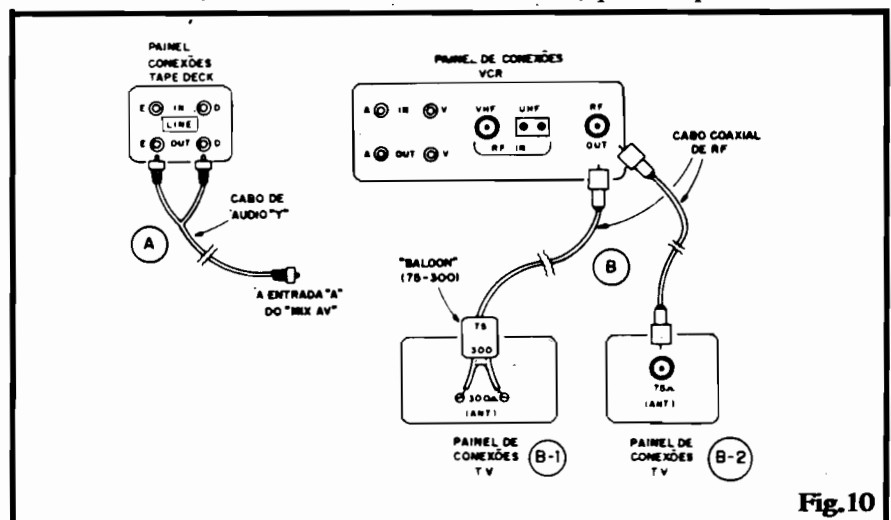 PAINEL
CONEXÕES
TAPE DECK
E IN D
LINE
E OUT D
CABO DE
AUDIO "Y"
A
A ENTRADA "A"
DO "MIX AV"
PAINEL DE CONEXÕES
VCR
A IN V
A OUT V
VHF UHF
RF IN
RF
OUT
CABO COAXIAL
DE RF
B
"BALOON"
(75-300)
75
300
300Ω
(ANT)
PAINEL DE
CONEXÕES
TV
B-1
75Ω
(ANT)
PAINEL DE
CONEXÕES
TV
B-2
Fig.10